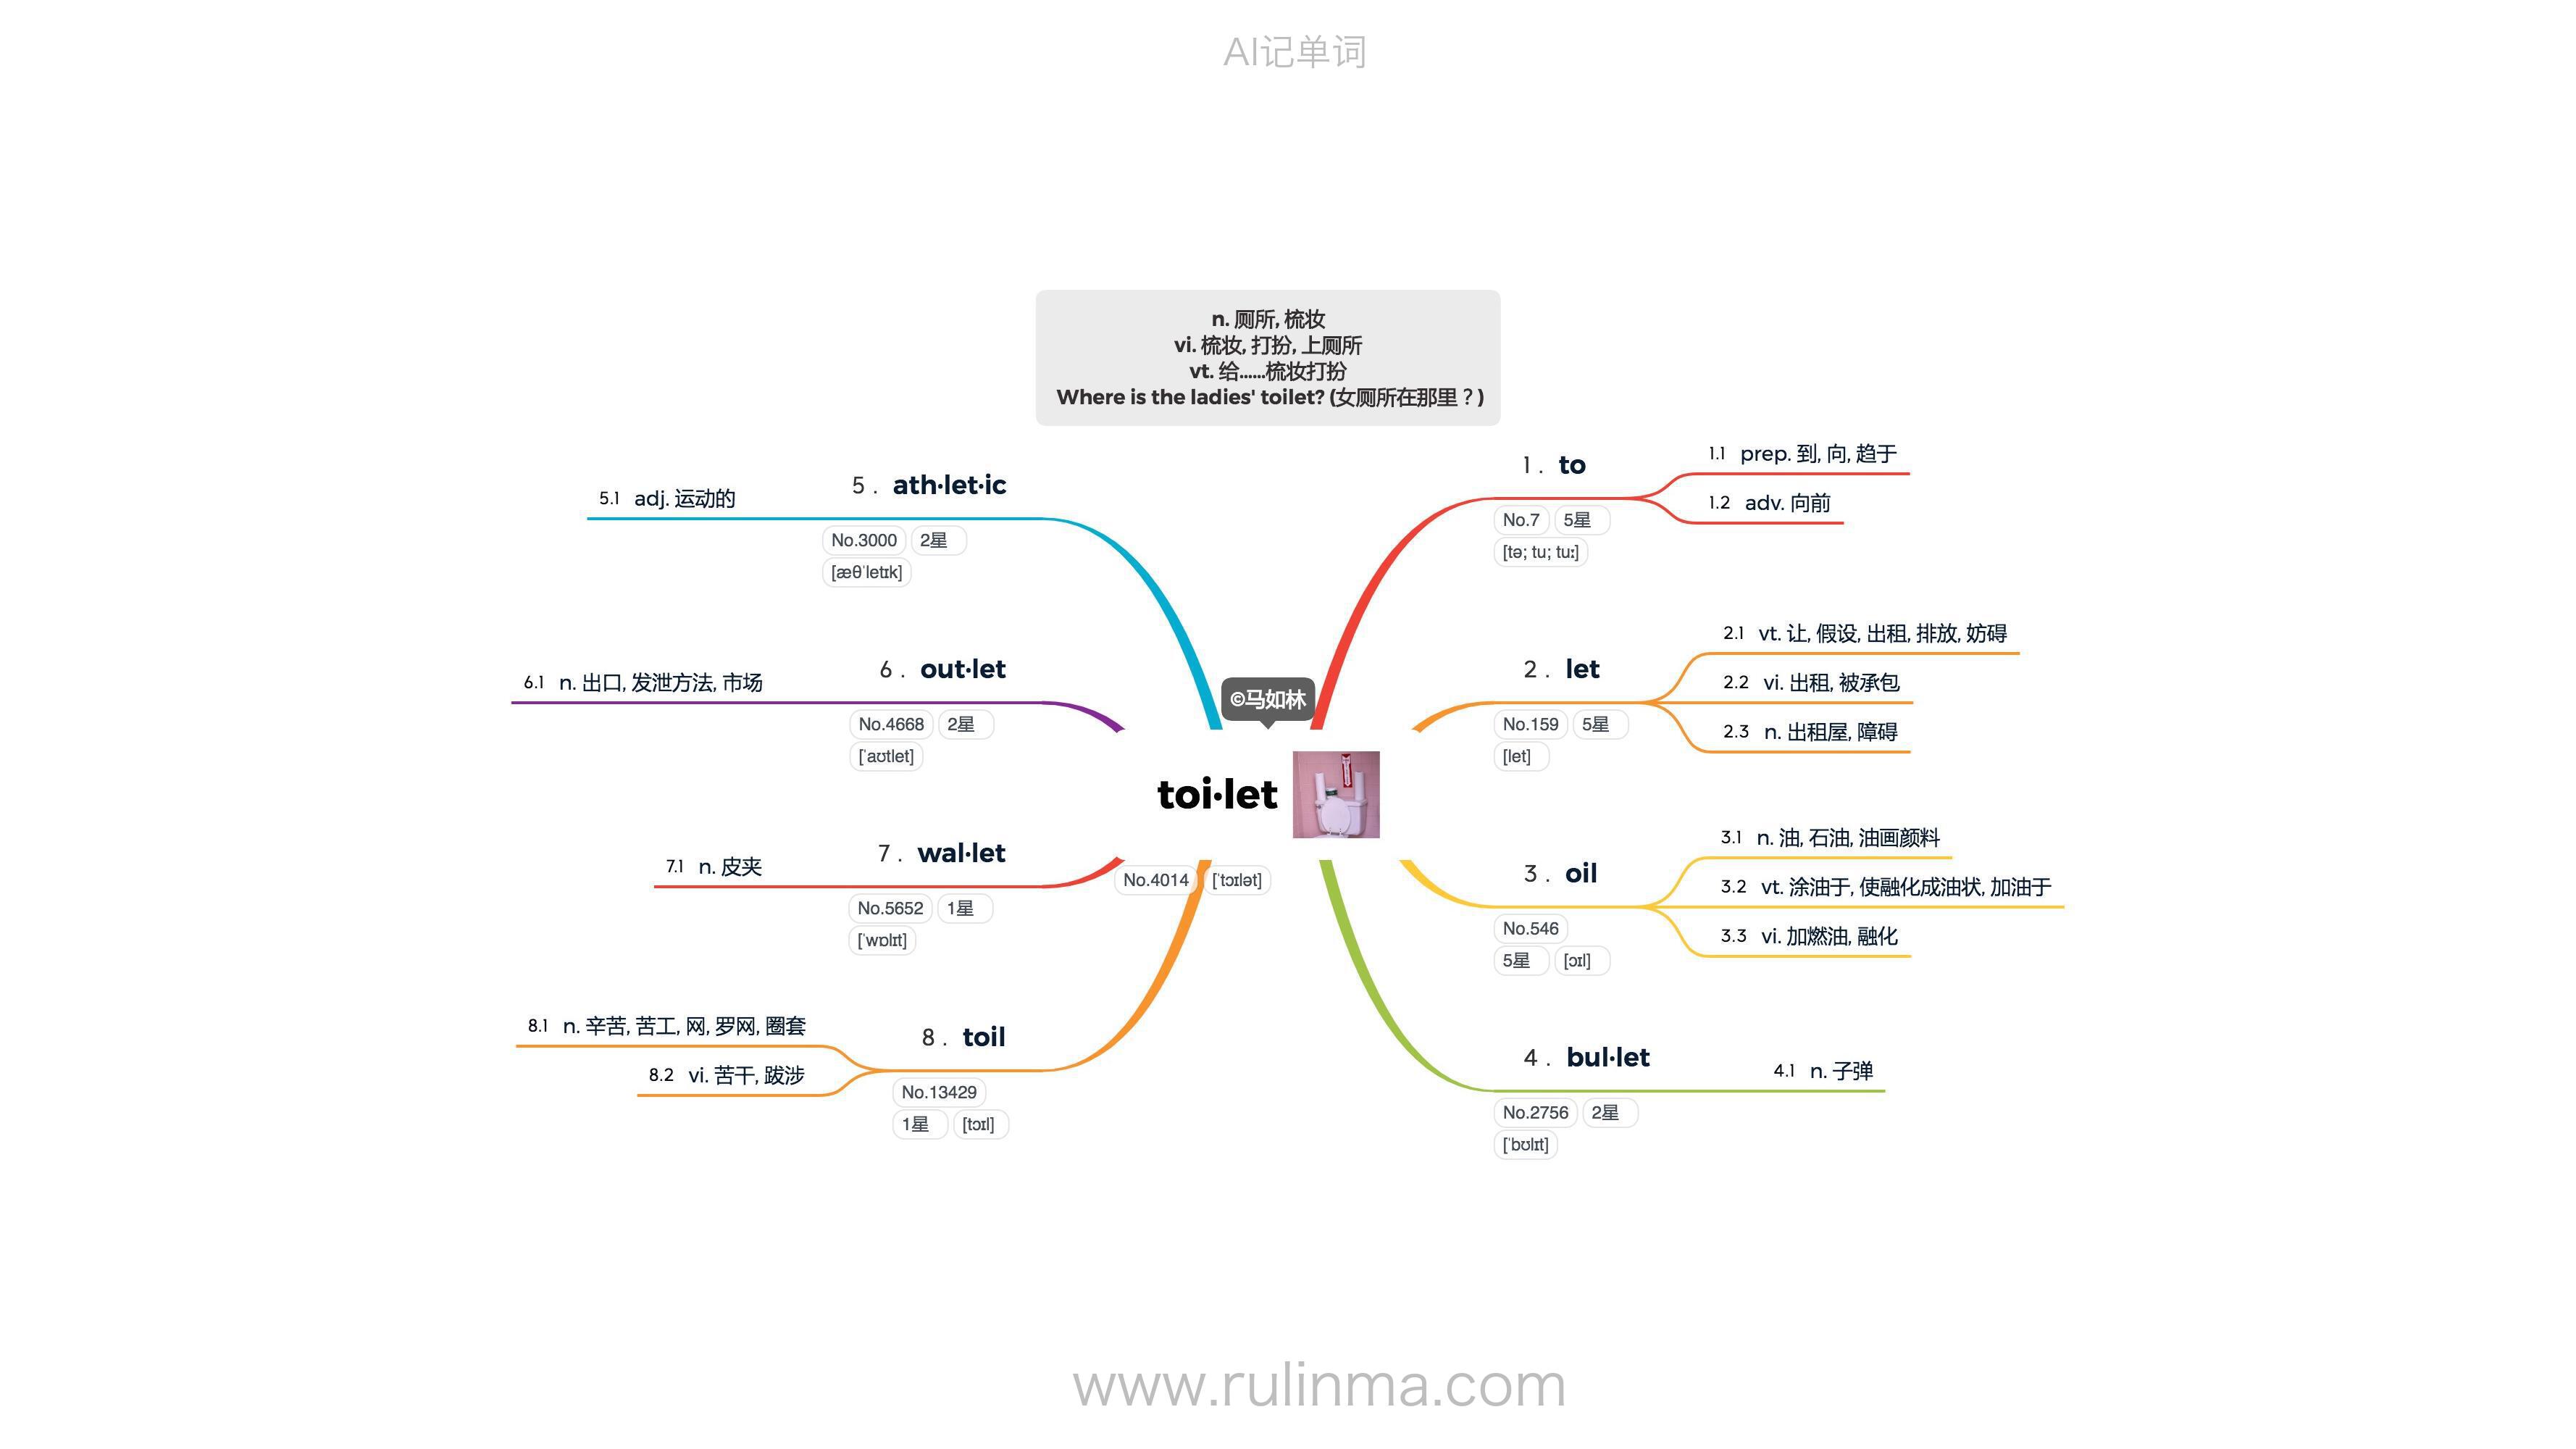 AI记单词
n. 厕所, 梳妆
vi. 梳妆, 打扮, 上厕所
vt. 给......梳妆打扮
Where is the ladies' toilet? (女厕所在那里？)
©马如林
toi·let
No.4014 [ˈtɔɪlət]
1 . to
No.7 5星
[tə; tu; tuː]
1.1 prep. 到, 向, 趋于
1.2 adv. 向前
2 . let
No.159 5星
[let]
2.1 vt. 让, 假设, 出租, 排放, 妨碍
2.2 vi. 出租, 被承包
2.3 n. 出租屋, 障碍
3 . oil
No.546
5星 [ɔɪl]
3.1 n. 油, 石油, 油画颜料
3.2 vt. 涂油于, 使融化成油状, 加油于
3.3 vi. 加燃油, 融化
4 . bul·let
No.2756 2星
[ˈbʊlɪt]
4.1 n. 子弹
5 . ath·let·ic
No.3000 2星
[æθˈletɪk]
5.1 adj. 运动的
6 . out·let
No.4668 2星
[ˈaʊtlet]
6.1 n. 出口, 发泄方法, 市场
7 . wal·let
No.5652 1星
[ˈwɒlɪt]
7.1 n. 皮夹
8 . toil
No.13429
1星 [tɔɪl]
8.1 n. 辛苦, 苦工, 网, 罗网, 圈套
8.2 vi. 苦干, 跋涉
www.rulinma.com